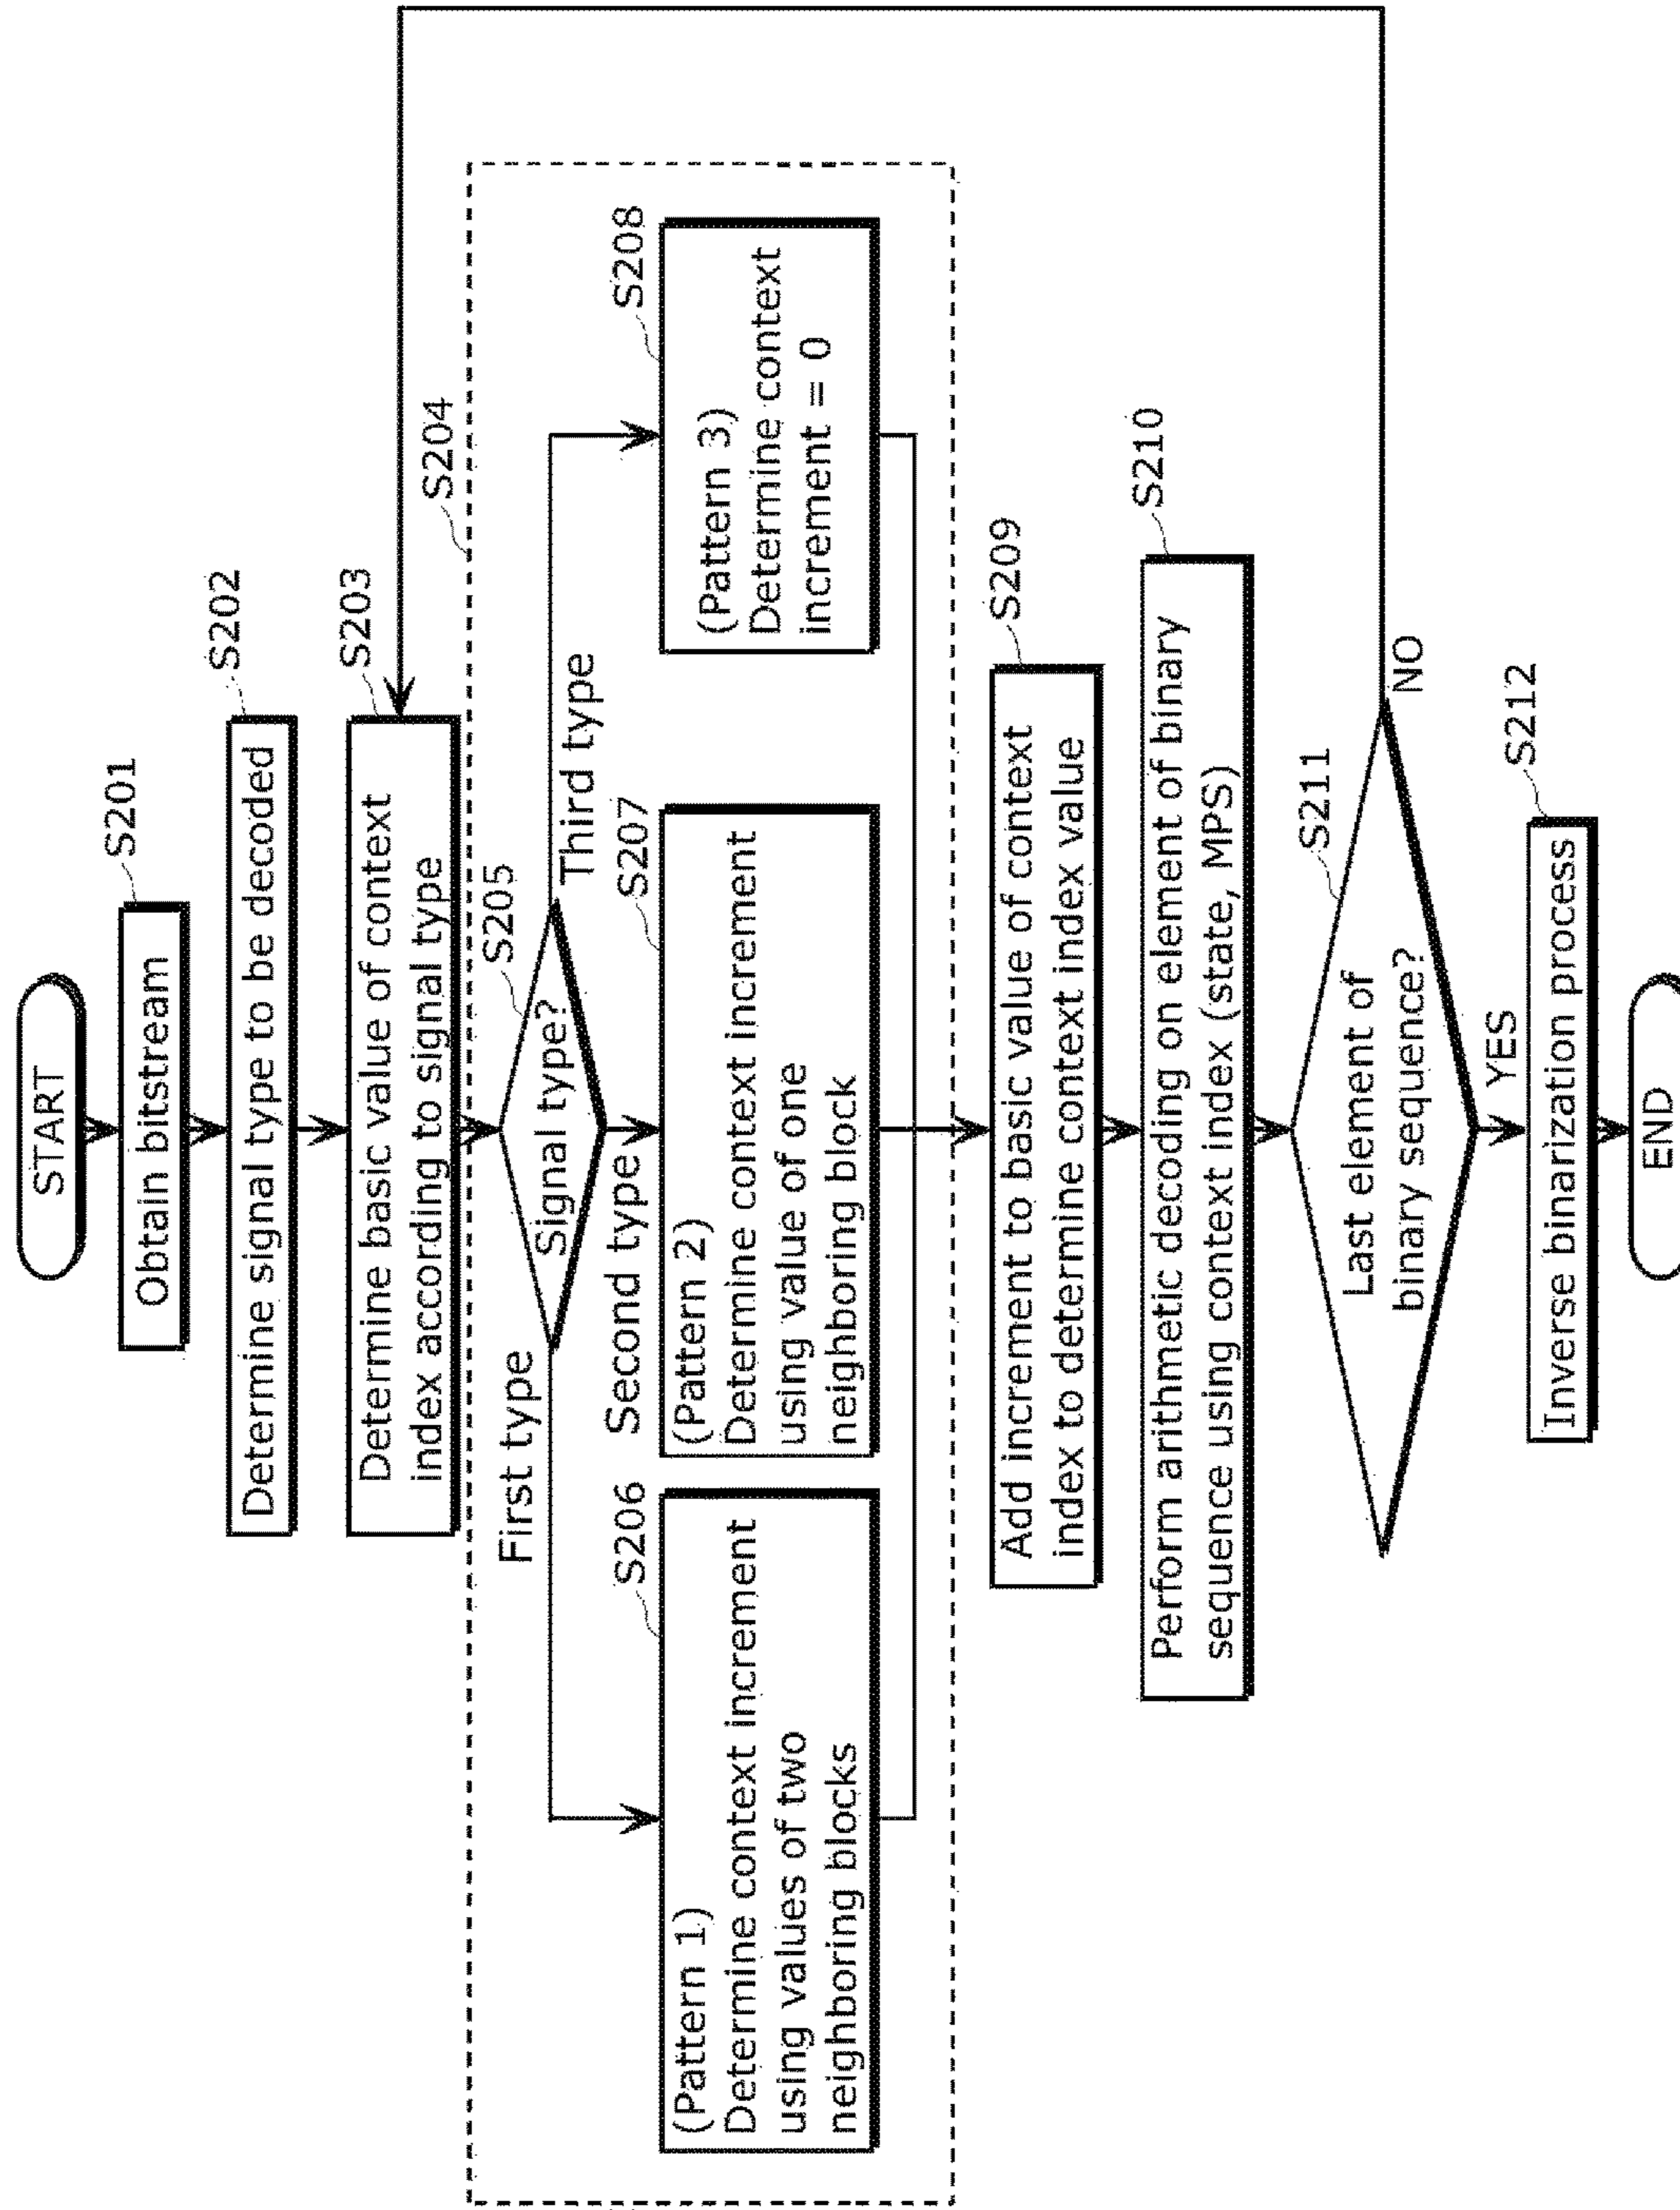 START
S201
Obtain bitstream
S202
Determine signal type to be decoded
S203
Determine basic value of context
index according to signal type
S204
S205
Signal type?
First type
Second type
Third type
S206
(Pattern 1)
Determine context increment
using values of two
neighboring blocks
S207
(Pattern 2)
Determine context increment
using value of one
neighboring block
S208
(Pattern 3)
Determine context
increment = 0
S209
Add increment to basic value of context
index to determine context index value
S210
Perform arithmetic decoding on element of binary
sequence using context index (state, MPS)
S211
Last element of
binary sequence?
NO
YES
S212
Inverse binarization process
END